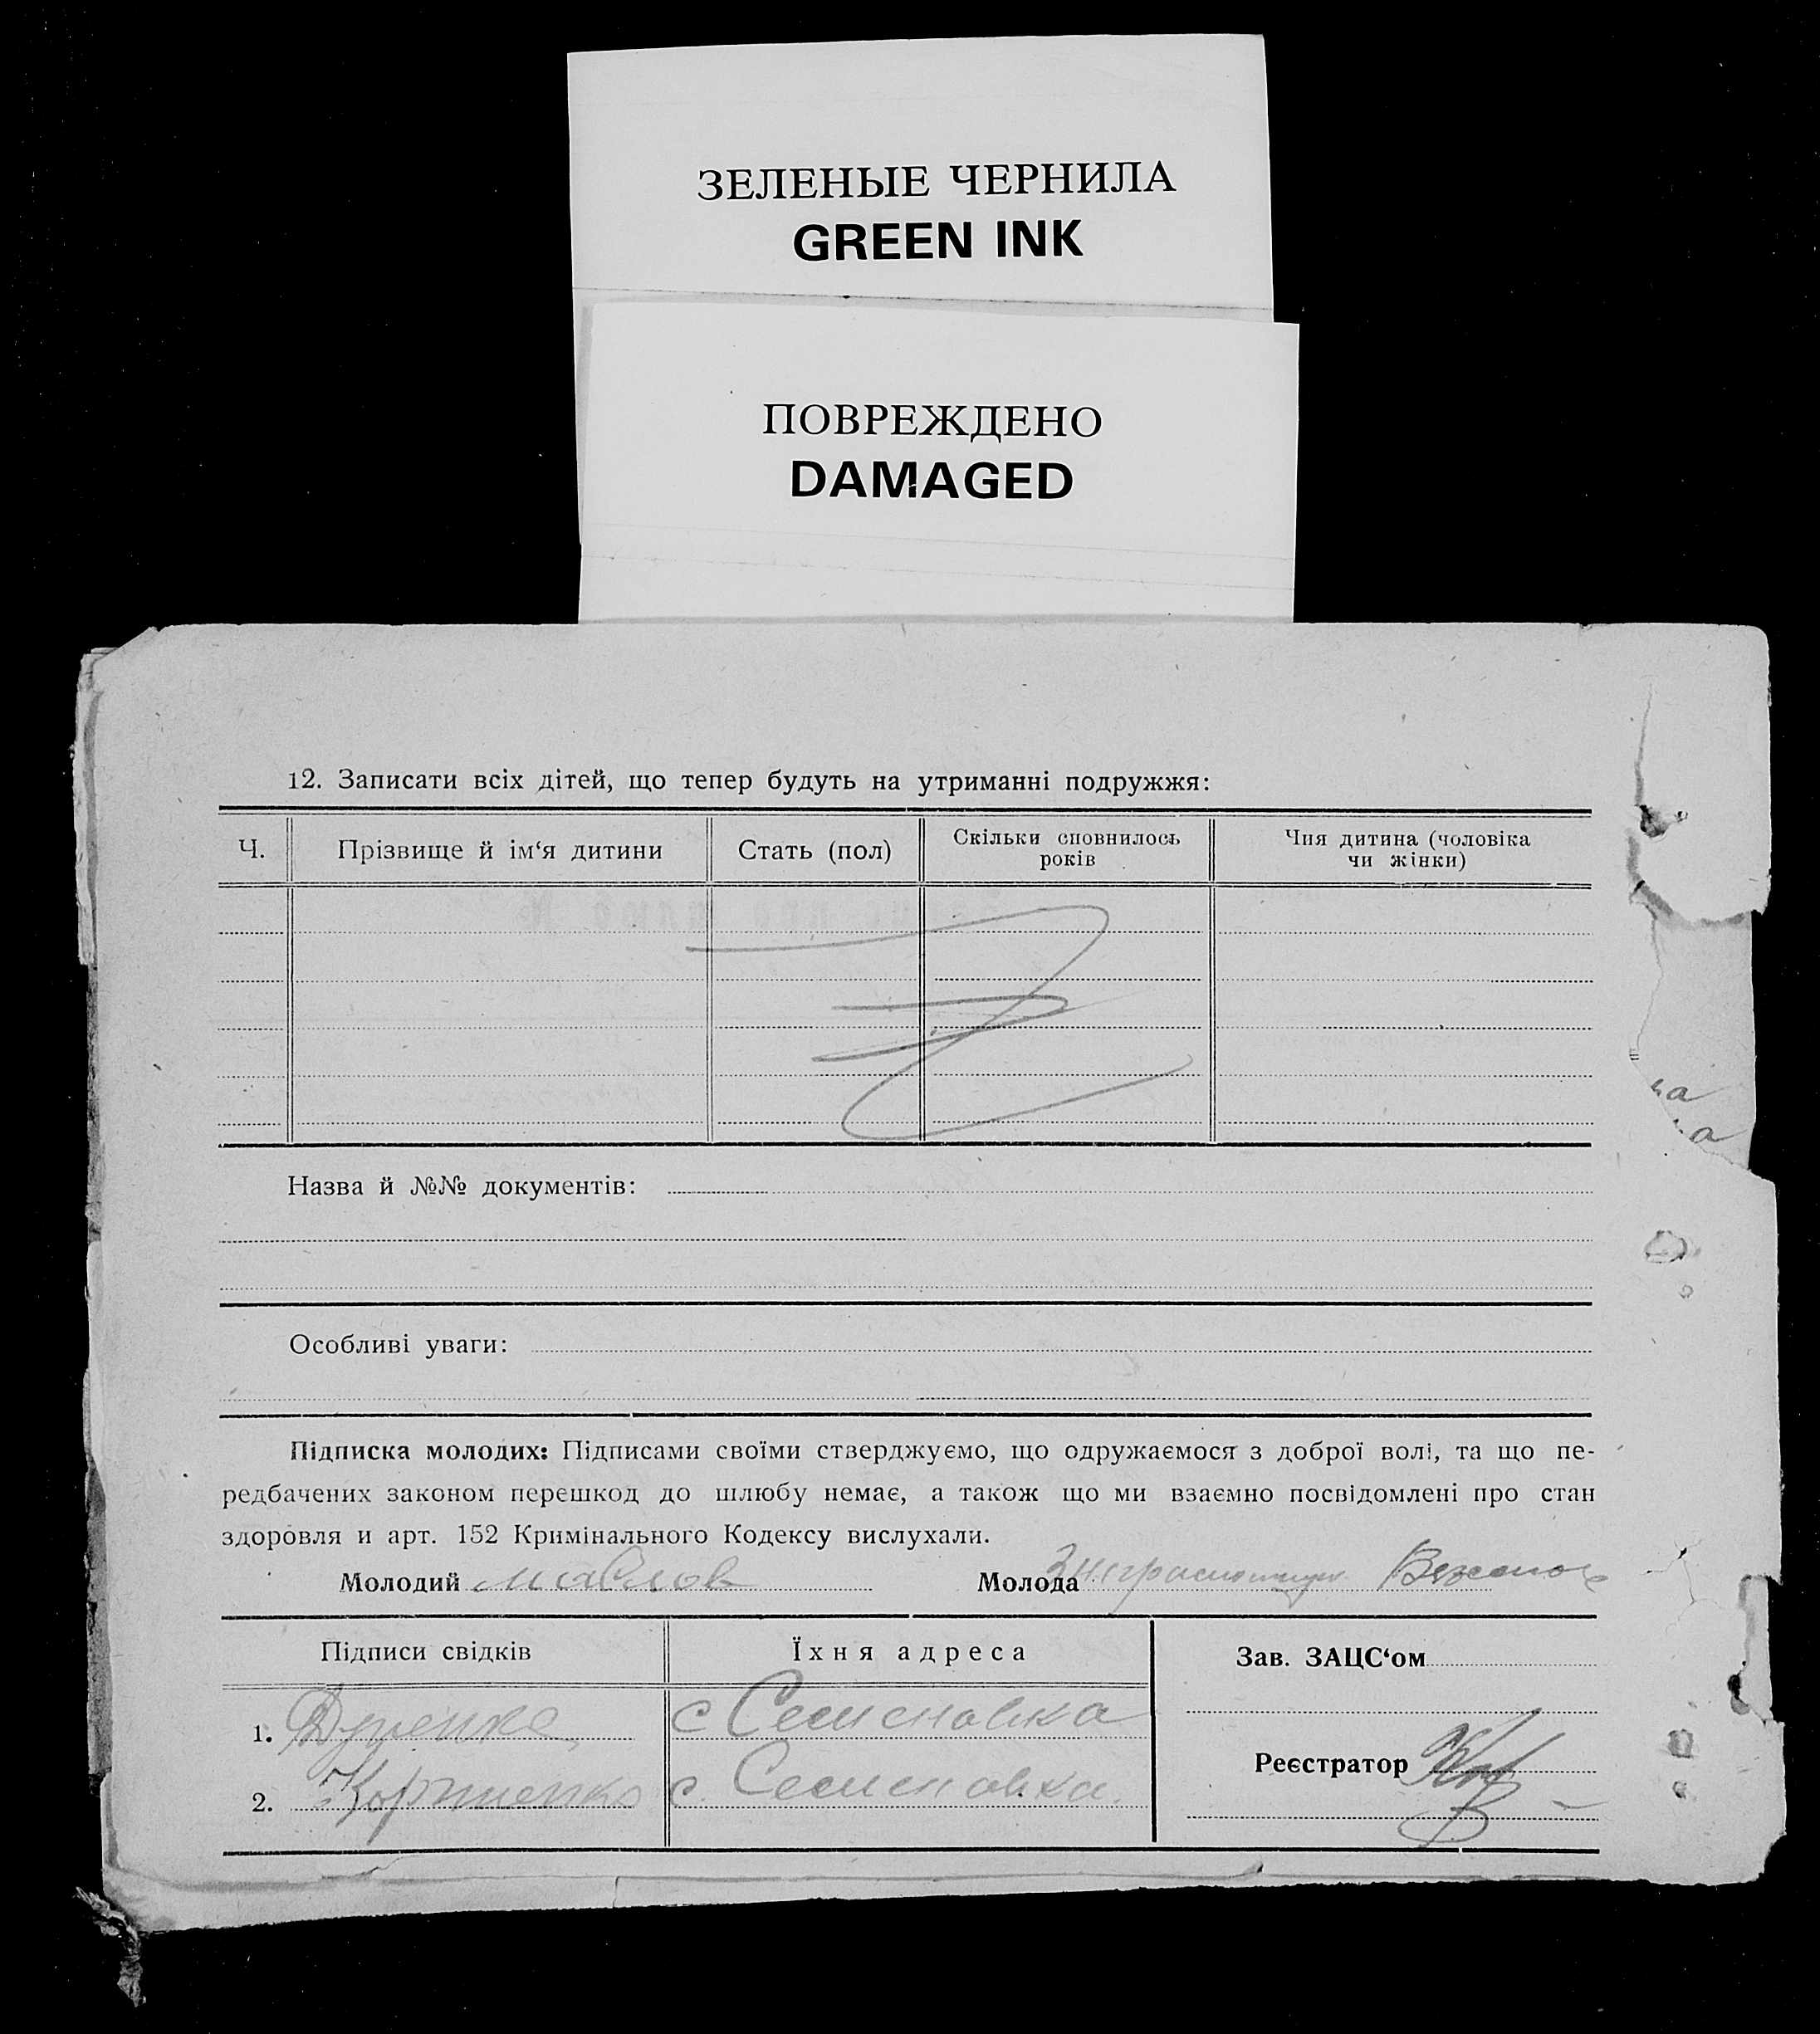 ЗЕЛЕНЫЕ ЧЕРНИЛА
GREEN INK
ПОВРЕЖДЕНО
DAMAGED
12. Записати всіх дітей, що тепер будуть на утриманні подружжя:
Ч. Прізвище й ім‘я дитини Стать (пол) Скільки сповнилось років Чия дитина (чоловіка чи жінки)
Назва й №№ документів:
Особливі уваги:
Підписка молодих: Підписами своїми стверджуємо, що одружаємося з доброї волі, та що пе-
редбачених законом перешкод до шлюбу немає, а також що ми взаємно посвідомлені про стан
здоровля и арт. 152 Кримінального Кодексу вислухали.
Молодий Маслов Молода
Підписи свідків Їхня адреса Зав. ЗАЦС‘ом
1. с Семеновка
Реєстратор
2. с. Семеновка.